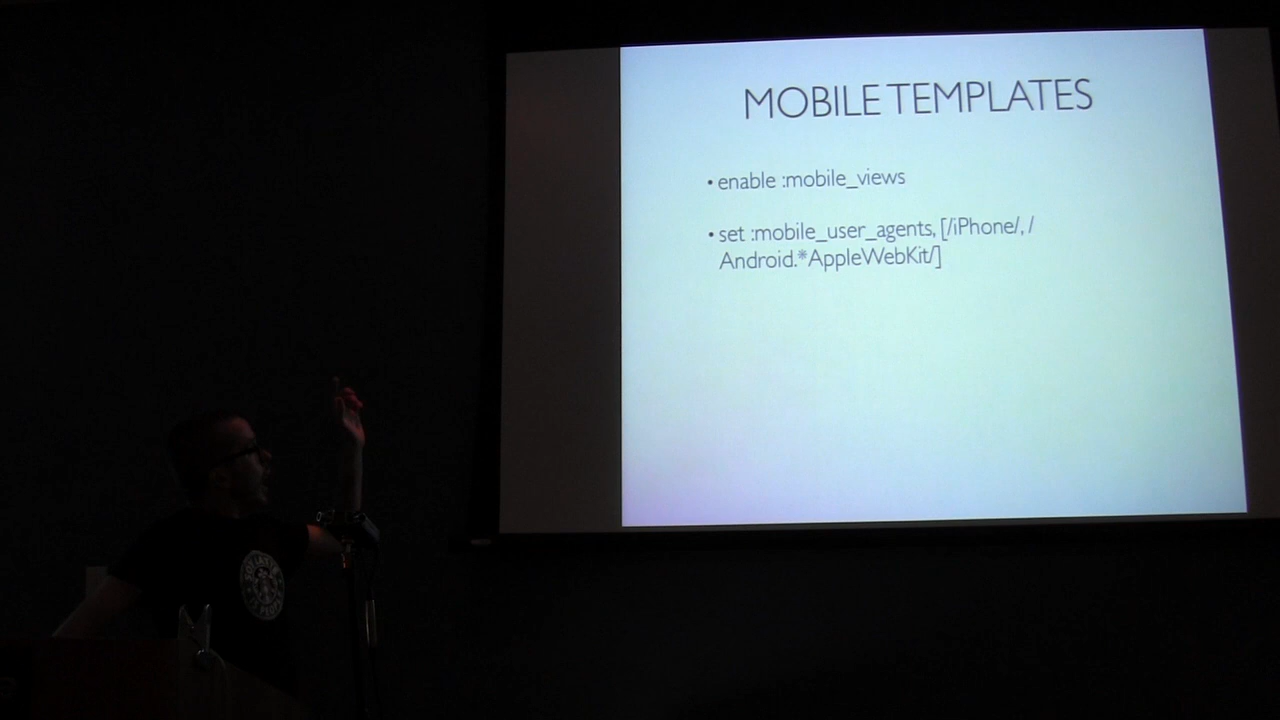 MOBILE TEMPLATES
• enable :mobile_views
• set :mobile_user_agents, [/iPhone/, /
Android.*AppleWebKit/]